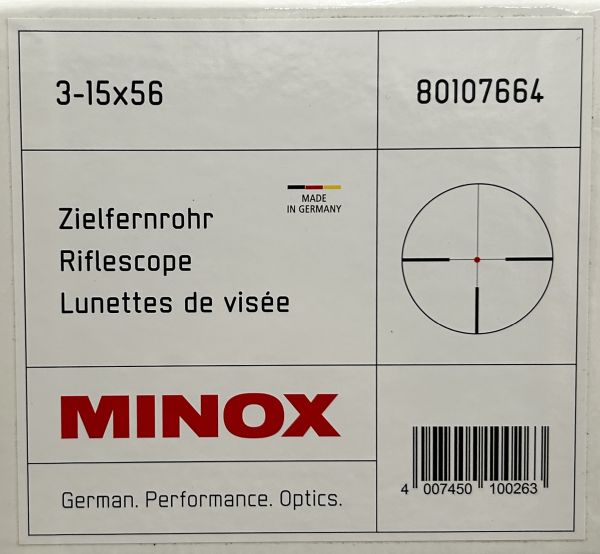 3-15x56
80107664
MADE
IN GERMANY
Zielfernrohr
Riflescope
Lunettes de visée
MINOX
German. Performance. Optics.
4 007450 100263